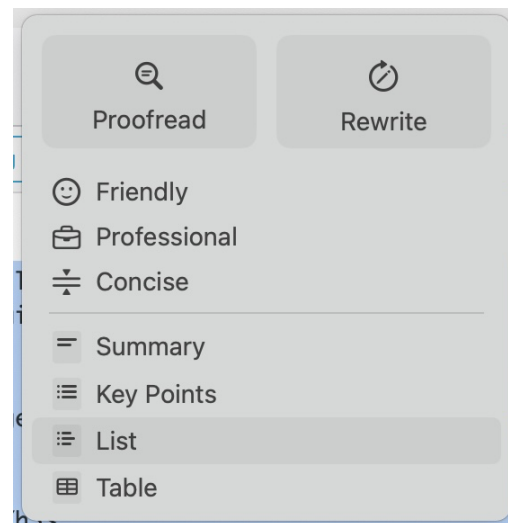 Proofread
Rewrite
Friendly
Professional
Concise
Summary
Key Points
List
Table